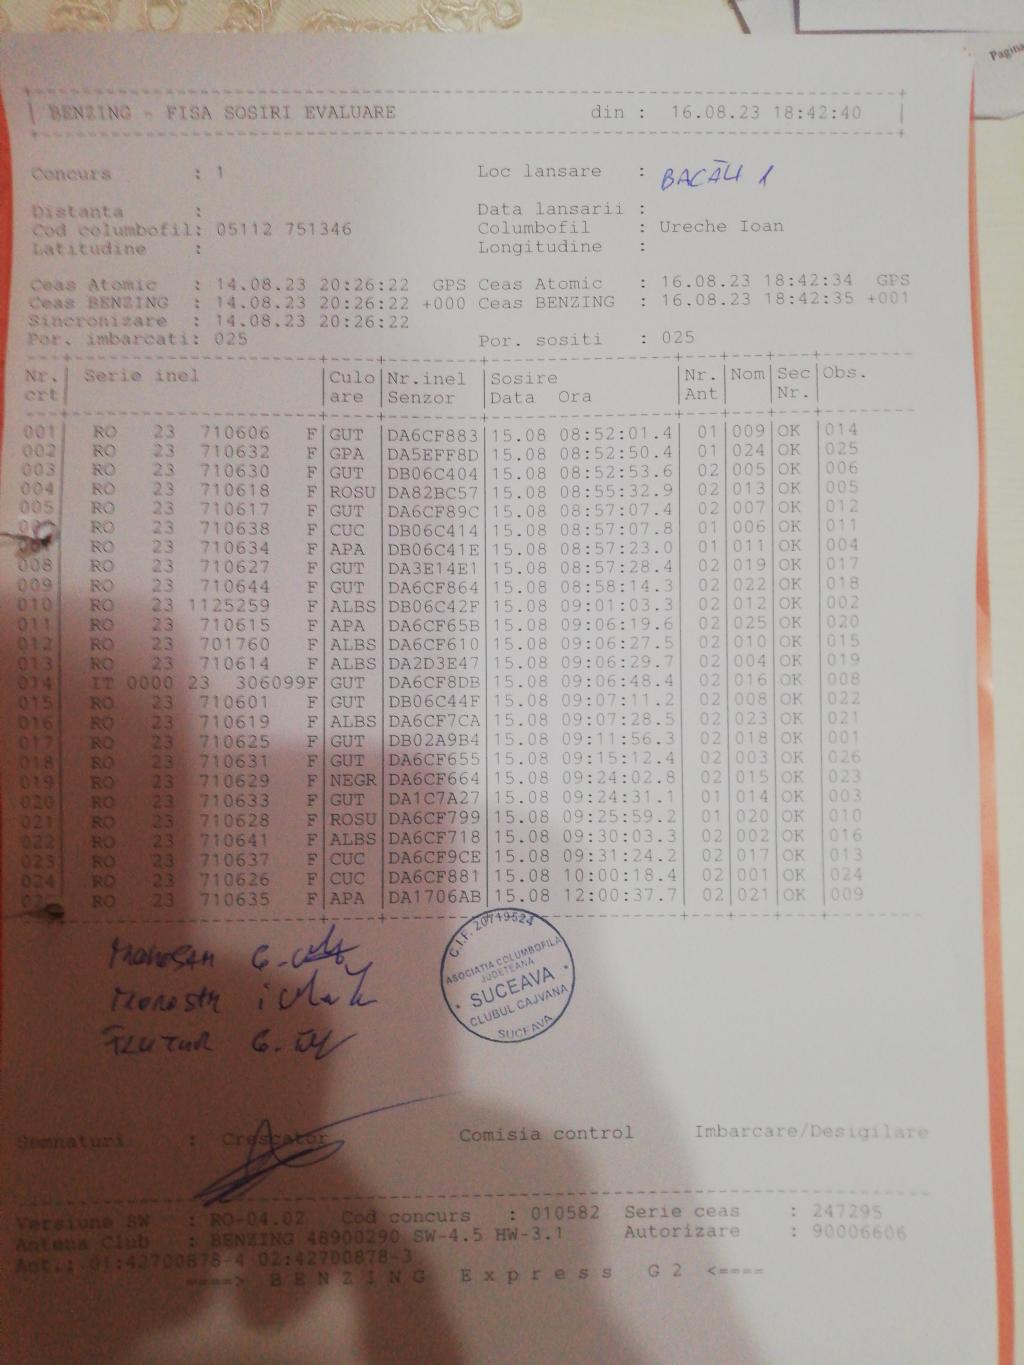 Pagina
BENZING - FISA SOSIRI EVALUARE din : 16.08.23 18:42:40
Concurs : 1 Loc lansare : BACĂU 1
Distanta : Data lansarii :
Cod columbofil: 05112 751346 Columbofil : Ureche Ioan
Latitudine : Longitudine :
Ceas Atomic : 14.08.23 20:26:22 GPS Ceas Atomic : 16.08.23 18:42:34 GPS
Ceas BENZING : 14.08.23 20:26:22 +000 Ceas BENZING : 16.08.23 18:42:35 +001
Sincronizare : 14.08.23 20:26:22
Por. imbarcati: 025 Por. sositi : 025
Nr. Serie inel Culo Nr.inel Sosire Nr. Nom Sec Obs.
crt are Senzor Data Ora Ant Nr.
001 RO 23 710606 F GUT DA6CF883 15.08 08:52:01.4 01 009 OK 014
002 RO 23 710632 F GPA DA5EFF8D 15.08 08:52:50.4 01 024 OK 025
003 RO 23 710630 F GUT DB06C404 15.08 08:52:53.6 02 005 OK 006
004 RO 23 710618 F ROSU DA82BC57 15.08 08:55:32.9 02 013 OK 005
005 RO 23 710617 F GUT DA6CF89C 15.08 08:57:07.4 02 007 OK 012
RO 23 710638 F CUC DB06C414 15.08 08:57:07.8 01 006 OK 011
RO 23 710634 F APA DB06C41E 15.08 08:57:23.0 01 011 OK 004
008 RO 23 710627 F GUT DA3E14E1 15.08 08:57:28.4 02 019 OK 017
009 RO 23 710644 F GUT DA6CF864 15.08 08:58:14.3 02 022 OK 018
010 RO 23 1125259 F ALBS DB06C42F 15.08 09:01:03.3 02 012 OK 002
011 RO 23 710615 F APA DA6CF65B 15.08 09:06:19.6 02 025 OK 020
012 RO 23 701760 F ALBS DA6CF610 15.08 09:06:27.5 02 010 OK 015
013 RO 23 710614 F ALBS DA2D3E47 15.08 09:06:29.7 02 004 OK 019
014 IT 0000 23 306099F GUT DA6CF8DB 15.08 09:06:48.4 02 016 OK 008
015 RO 23 710601 F GUT DB06C44F 15.08 09:07:11.2 02 008 OK 022
016 RO 23 710619 F ALBS DA6CF7CA 15.08 09:07:28.5 02 023 OK 021
017 RO 23 710625 F GUT DB02A9B4 15.08 09:11:56.3 02 018 OK 001
018 RO 23 710631 F GUT DA6CF655 15.08 09:15:12.4 02 003 OK 026
019 RO 23 710629 F NEGR DA6CF664 15.08 09:24:02.8 02 015 OK 023
020 RO 23 710633 F GUT DA1C7A27 15.08 09:24:31.1 01 014 OK 003
021 RO 23 710628 F ROSU DA6CF799 15.08 09:25:59.2 01 020 OK 010
022 RO 23 710641 F ALBS DA6CF718 15.08 09:30:03.3 02 002 OK 016
023 RO 23 710637 F CUC DA6CF9CE 15.08 09:31:24.2 02 017 OK 013
024 RO 23 710626 F CUC DA6CF881 15.08 10:00:18.4 02 001 OK 024
RO 23 710635 F APA DA1706AB 15.08 12:00:37.7 02 021 OK 009
C.I.F. 20749524
ASOCIATIA COLUMBOFILA
JUDETEANA
SUCEAVA
CLUBUL CAJVANA
SUCEAVA
FLUTUR G.
Semnaturi : Crescator Comisia control Imbarcare/Desigilare
Versiune SW : RO-04.02 Cod concurs : 010582 Serie ceas : 247295
Antena Club : BENZING 48900290 SW-4.5 HW-3.1 Autorizare : 90006606
Ant.: 01:42700878-4 02:42700878-3
====> BENZING Express G2 <====